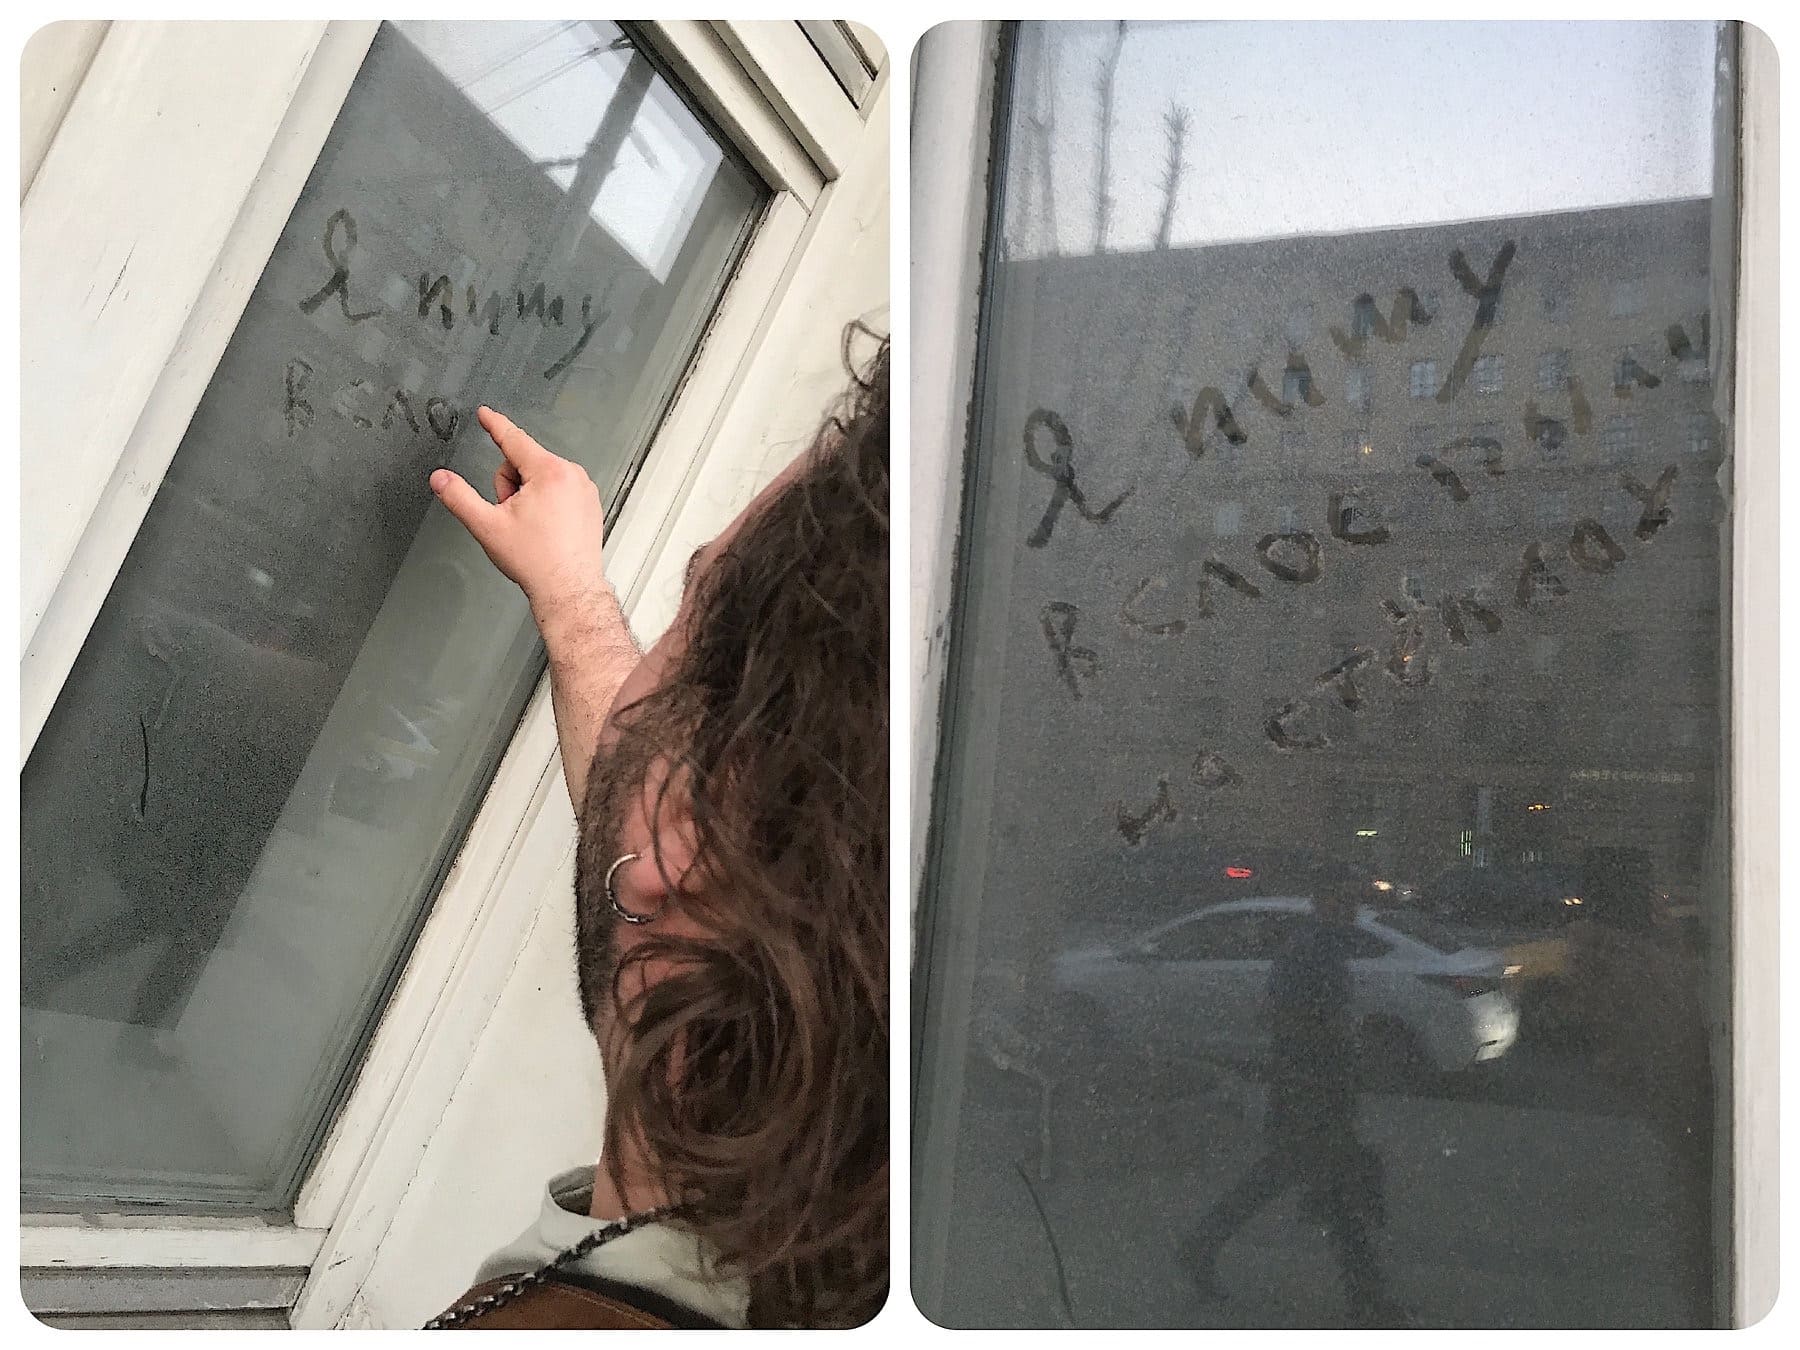 Я пишу
в сло
Я пишу
в слое пыли
на стёклах